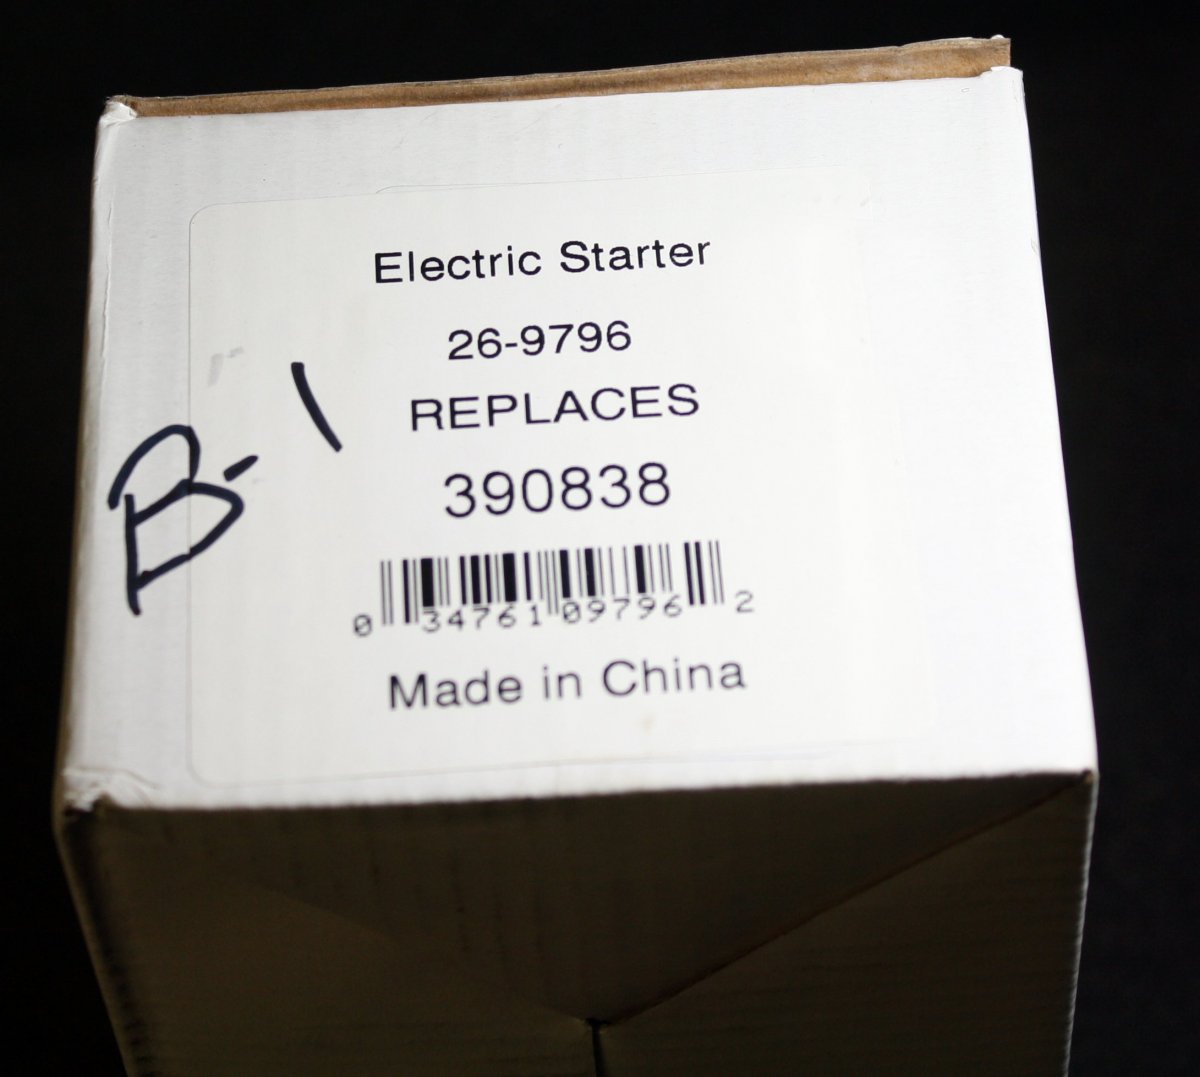 Electric Starter
26-9796
REPLACES
B-1
390838
0 34761 09796 2
Made in China